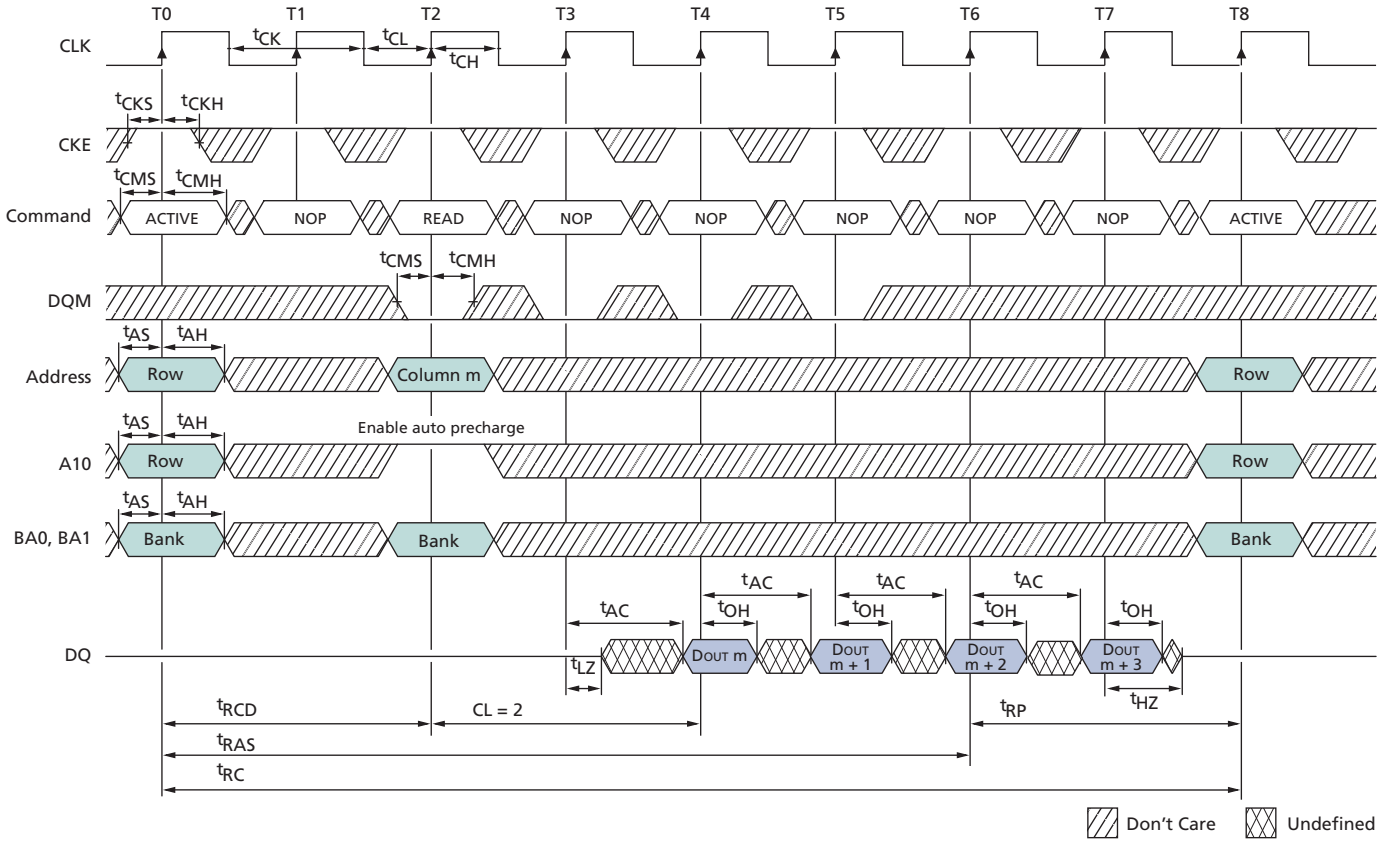 T0 T1 T2 T3 T4 T5 T6 T7 T8
CLK
tCK tCL tCH
tCKS tCKH
CKE
tCMS tCMH
Command ACTIVE NOP READ NOP NOP NOP NOP NOP ACTIVE
tCMS tCMH
DQM
tAS tAH
Address Row Column m Row
tAS tAH
Enable auto precharge
A10 Row Row
tAS tAH
BA0, BA1 Bank Bank Bank
tAC tAC tAC
tAC tOH tOH tOH tOH
DQ DOUT m DOUT m + 1 DOUT m + 2 DOUT m + 3
tLZ tHZ
tRCD CL = 2 tRP
tRAS
tRC
Don't Care Undefined